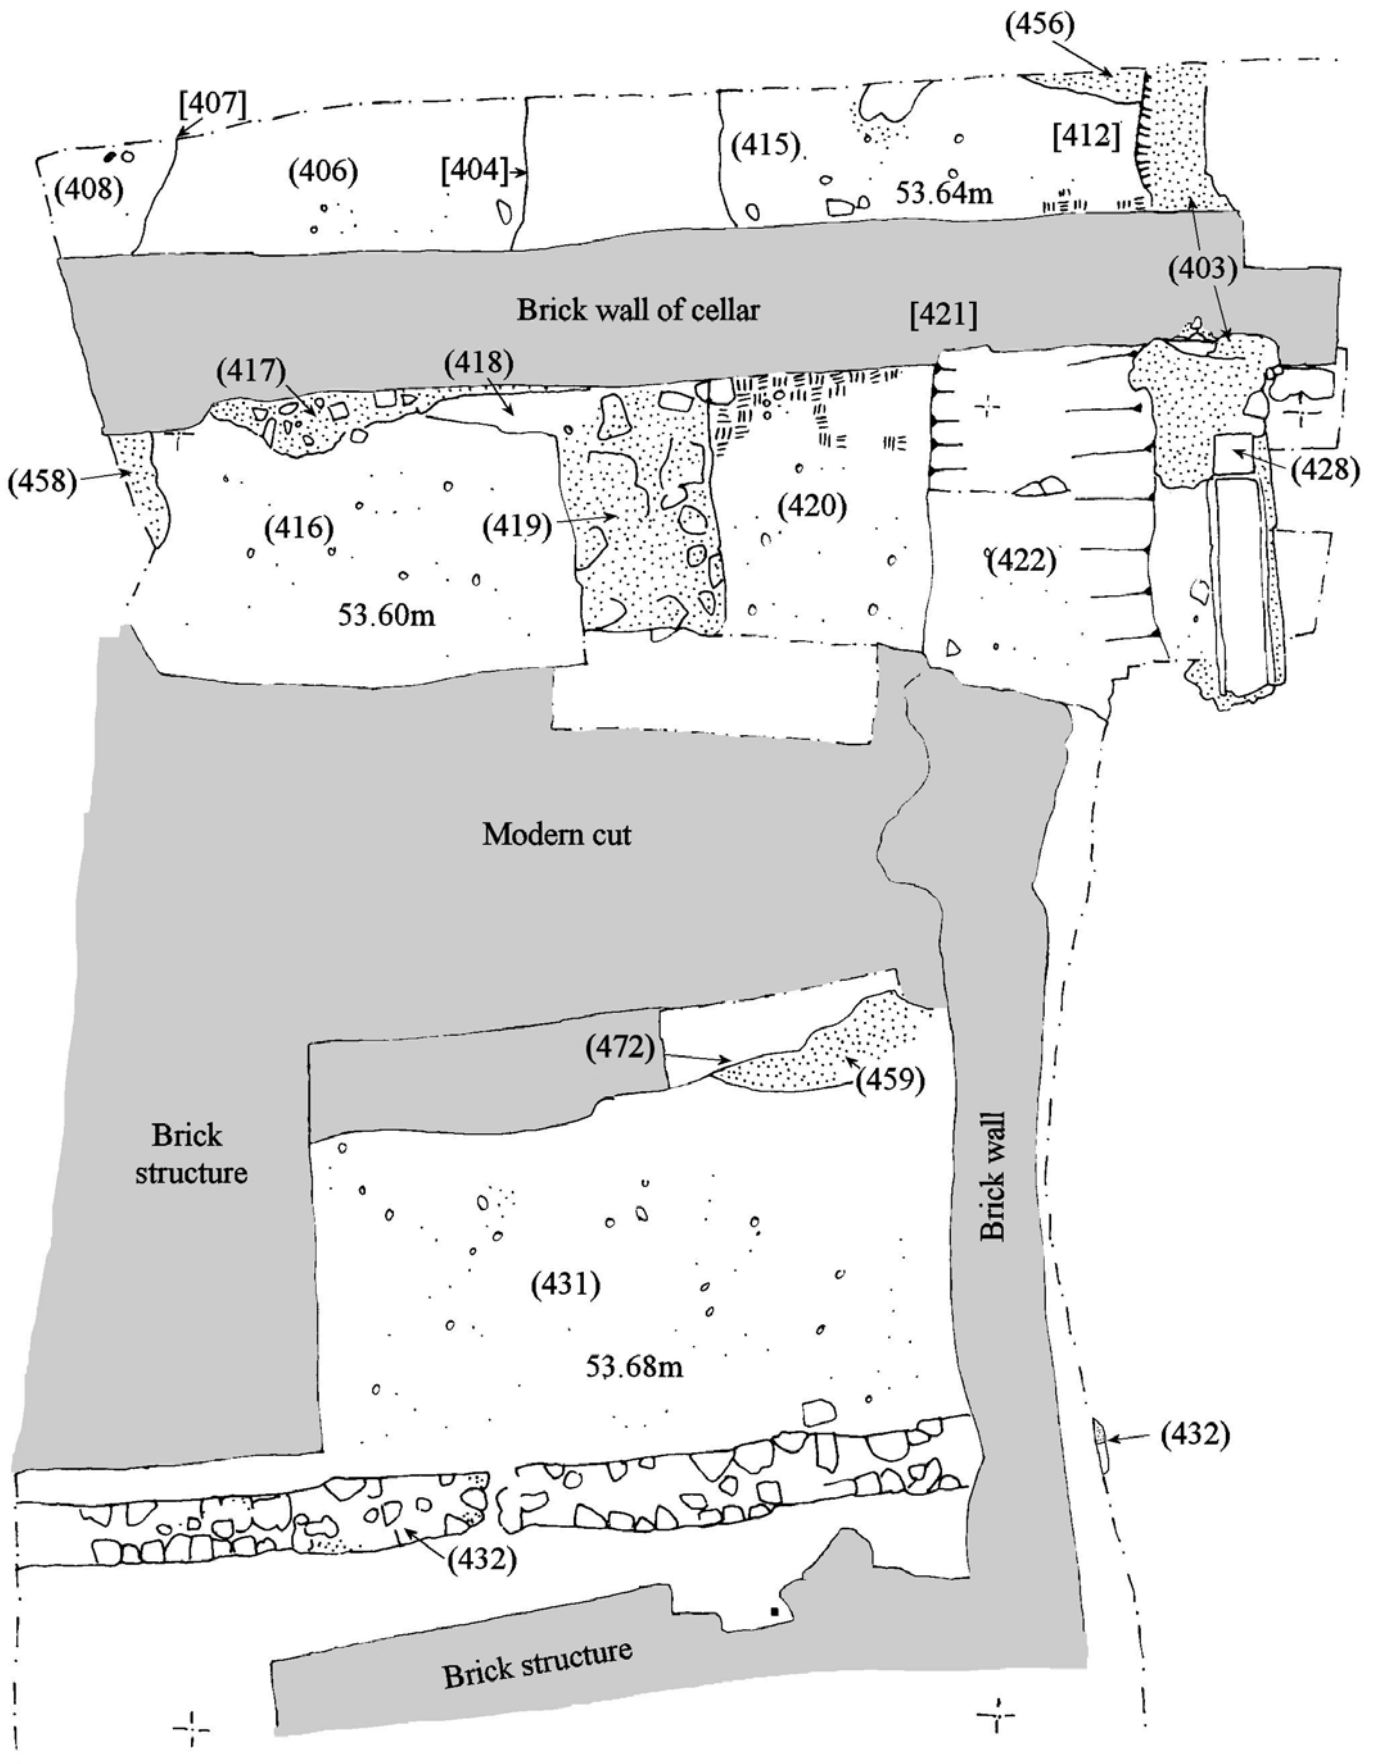 (456)
[407]
(408)
(406)
[404]
(415)
[412]
53.64m
(403)
Brick wall of cellar
[421]
(417)
(418)
(458)
(416)
(419)
(420)
(428)
(422)
53.60m
Modern cut
(472)
(459)
Brick
structure
Brick wall
(431)
53.68m
(432)
(432)
Brick structure